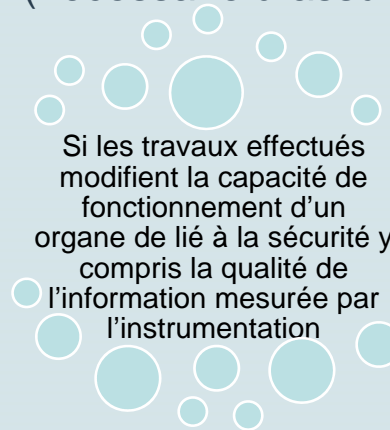 Si les travaux effectués
modifient la capacité de
fonctionnement d'un
organe de lié à la sécurité y
compris la qualité de
l'information mesurée par
l'instrumentation